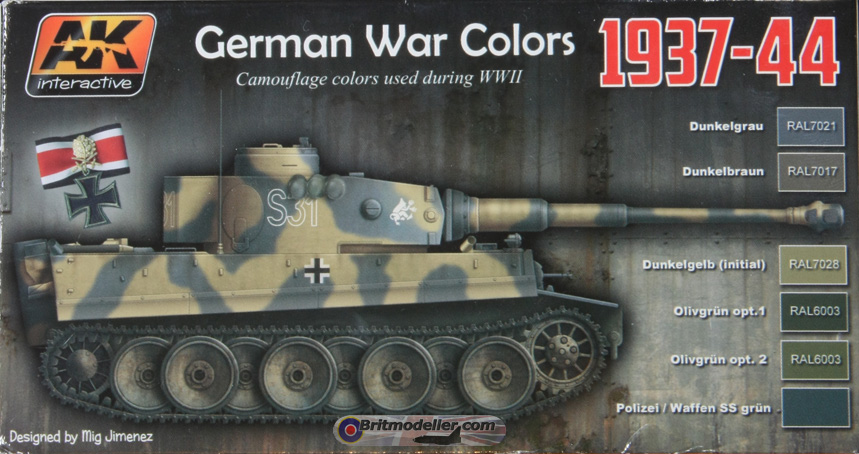 AK
interactive
German War Colors
Camouflage colors used during WWII
1937-44
Dunkelgrau RAL7021
Dunkelbraun RAL7017
Dunkelgelb (initial) RAL7028
Olivgrün opt.1 RAL6003
Olivgrün opt. 2 RAL6003
Polizei / Waffen SS grün
S31
Designed by Mig Jimenez
Britmodeller.com